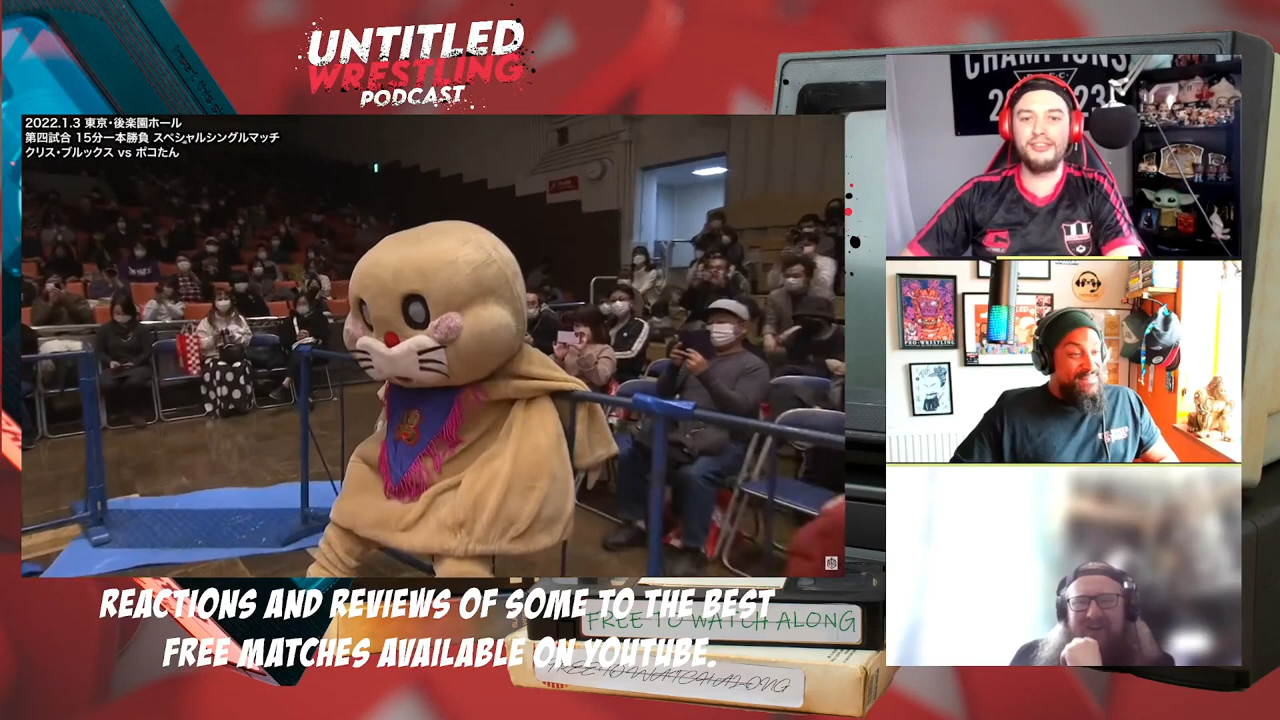 UNTITLED
WRESTLING
PODCAST
2022.1.3 東京・後楽園ホール
第四試合 15分一本勝負 スペシャルシングルマッチ
クリス・ブルックス vs ポコたん
CHAMPIONS
PRO-WRESTLING
REACTIONS AND REVIEWS OF SOME TO THE BEST
FREE MATCHES AVAILABLE ON YOUTUBE.
FREE TO WATCH ALONG
FREE TO WATCH ALONG